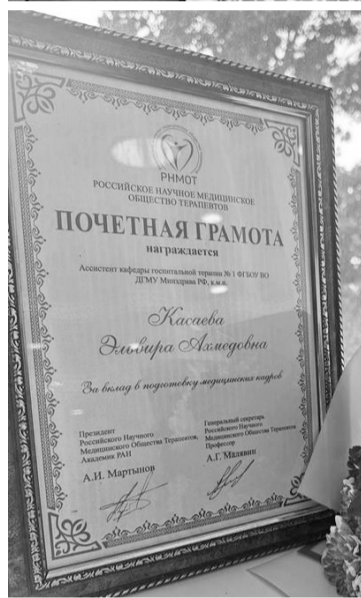 РНМОТ
РОССИЙСКОЕ НАУЧНОЕ МЕДИЦИНСКОЕ
ОБЩЕСТВО ТЕРАПЕВТОВ
ПОЧЕТНАЯ ГРАМОТА
награждается
Ассистент кафедры госпитальной терапии № 1 ФГБОУ ВО
ДГМУ Минздрава РФ, к.м.н.
Касаева
Эльвира Ахмедовна
За вклад в подготовку медицинских кадров
Президент
Российского Научного
Медицинского Общества Терапевтов,
Академик РАН
А.И. Мартынов
Генеральный секретарь
Российского Научного
Медицинского Общества Терапевтов
Профессор
А.Г. Малявин